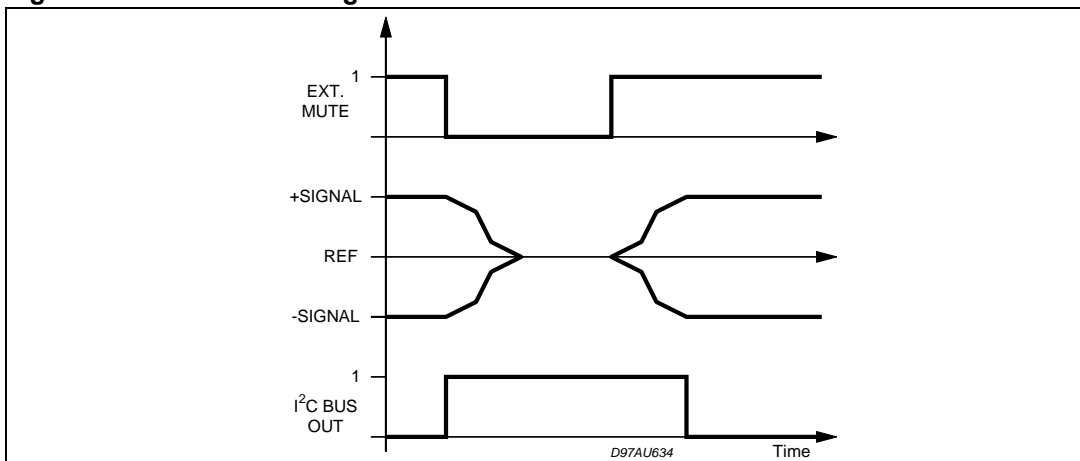 1
EXT.
MUTE
+SIGNAL
REF
-SIGNAL
1
I²C BUS
OUT
D97AU634
Time